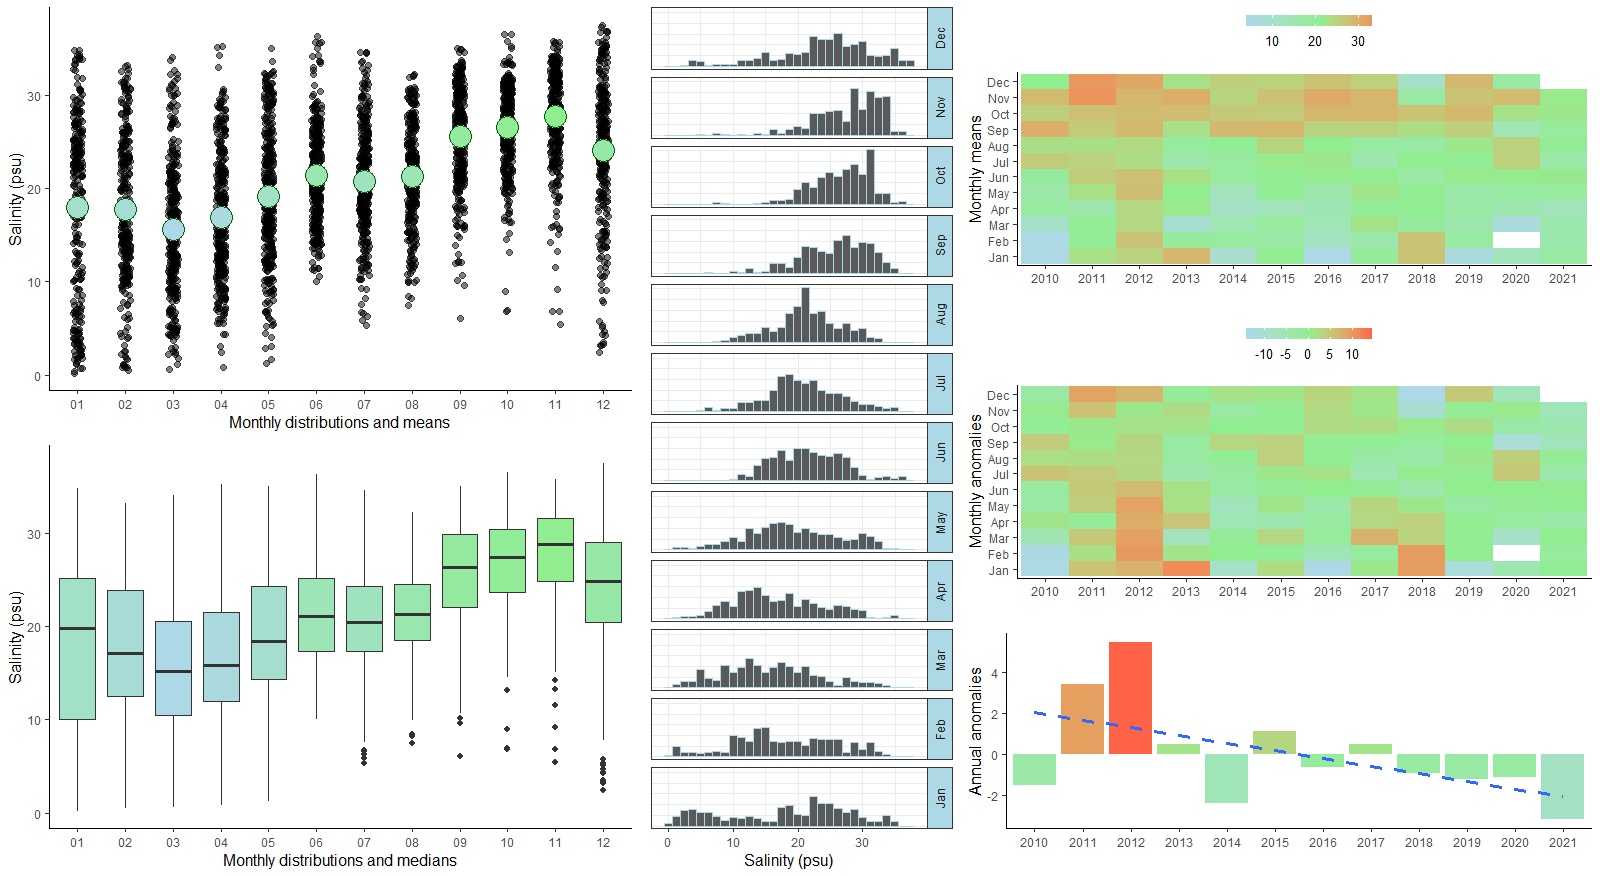 Salinity (psu)
30
20
10
0
01 02 03 04 05 06 07 08 09 10 11 12
Monthly distributions and means
Salinity (psu)
30
20
10
0
01 02 03 04 05 06 07 08 09 10 11 12
Monthly distributions and medians
Dec
Nov
Oct
Sep
Aug
Jul
Jun
May
Apr
Mar
Feb
Jan
0 10 20 30
Salinity (psu)
10 20 30
Monthly means
Dec
Nov
Oct
Sep
Aug
Jul
Jun
May
Apr
Mar
Feb
Jan
2010 2011 2012 2013 2014 2015 2016 2017 2018 2019 2020 2021
-10 -5 0 5 10
Monthly anomalies
Dec
Nov
Oct
Sep
Aug
Jul
Jun
May
Apr
Mar
Feb
Jan
2010 2011 2012 2013 2014 2015 2016 2017 2018 2019 2020 2021
Annual anomalies
4
2
0
-2
2010 2011 2012 2013 2014 2015 2016 2017 2018 2019 2020 2021